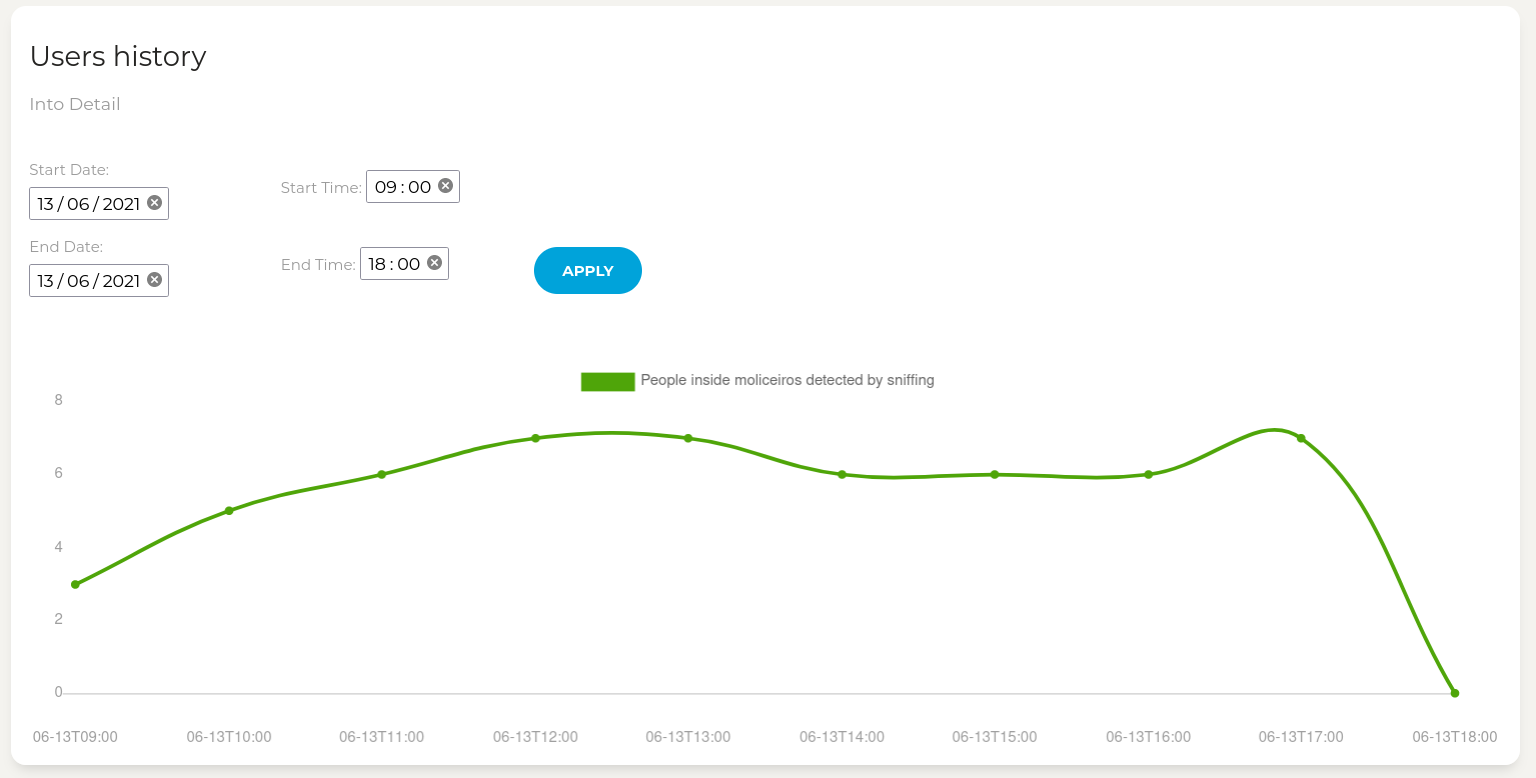 Users history
Into Detail
Start Date:
13 / 06 / 2021
Start Time: 09 : 00
End Date:
13 / 06 / 2021
End Time: 18 : 00
APPLY
People inside moliceiros detected by sniffing
8
6
4
2
0
06-13T09:00 06-13T10:00 06-13T11:00 06-13T12:00 06-13T13:00 06-13T14:00 06-13T15:00 06-13T16:00 06-13T17:00 06-13T18:00